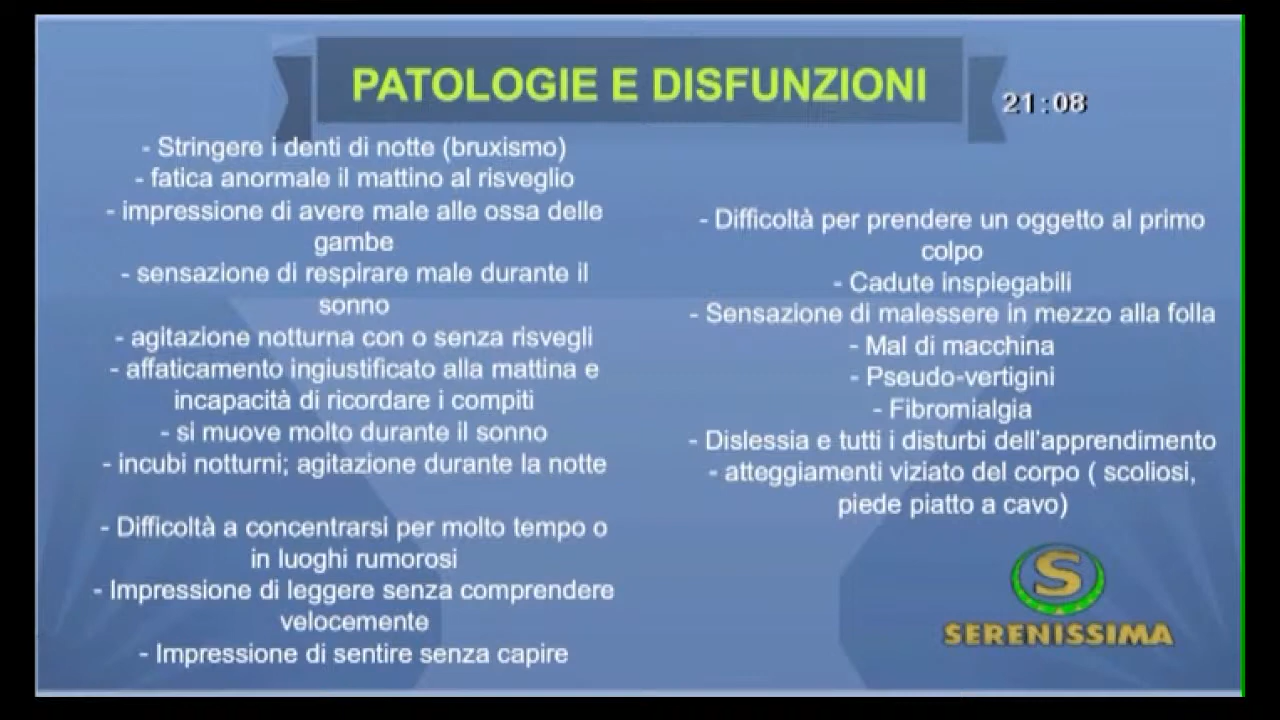 PATOLOGIE E DISFUNZIONI
21:08
- Stringere i denti di notte (bruxismo)
- fatica anormale il mattino al risveglio
- impressione di avere male alle ossa delle
gambe
- sensazione di respirare male durante il
sonno
- agitazione notturna con o senza risvegli
- affaticamento ingiustificato alla mattina e
incapacità di ricordare i compiti
- si muove molto durante il sonno
- incubi notturni; agitazione durante la notte
- Difficoltà a concentrarsi per molto tempo o
in luoghi rumorosi
- Impressione di leggere senza comprendere
velocemente
- Impressione di sentire senza capire
- Difficoltà per prendere un oggetto al primo
colpo
- Cadute inspiegabili
- Sensazione di malessere in mezzo alla folla
- Mal di macchina
- Pseudo-vertigini
- Fibromialgia
- Dislessia e tutti i disturbi dell'apprendimento
- atteggiamenti viziato del corpo ( scoliosi,
piede piatto a cavo)
S
SERENISSIMA